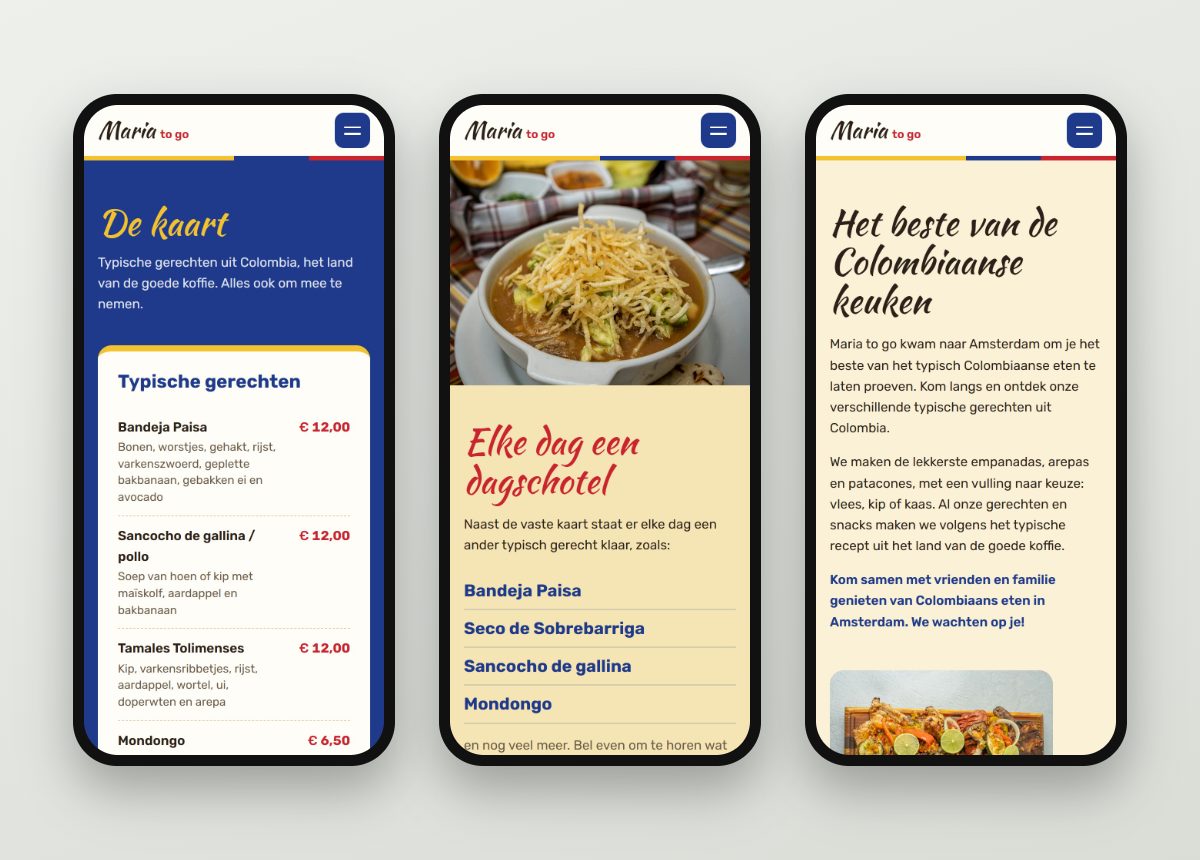 Maria to go
De kaart
Typische gerechten uit Colombia, het land
van de goede koffie. Alles ook om mee te
nemen.
Typische gerechten
Bandeja Paisa € 12,00
Bonen, worstjes, gehakt, rijst,
varkenszwoerd, geplette
bakbanaan, gebakken ei en
avocado
Sancocho de gallina / € 12,00
pollo
Soep van hoen of kip met
maïskolf, aardappel en
bakbanaan
Tamales Tolimenses € 12,00
Kip, varkensribbetjes, rijst,
aardappel, wortel, ui,
doperwten en arepa
Mondongo € 6,50
Maria to go
Elke dag een
dagschotel
Naast de vaste kaart staat er elke dag een
ander typisch gerecht klaar, zoals:
Bandeja Paisa
Seco de Sobrebarriga
Sancocho de gallina
Mondongo
en nog veel meer. Bel even om te horen wat
Maria to go
Het beste van de
Colombiaanse
keuken
Maria to go kwam naar Amsterdam om je het
beste van het typisch Colombiaanse eten te
laten proeven. Kom langs en ontdek onze
verschillende typische gerechten uit
Colombia.
We maken de lekkerste empanadas, arepas
en patacones, met een vulling naar keuze:
vlees, kip of kaas. Al onze gerechten en
snacks maken we volgens het typische
recept uit het land van de goede koffie.
Kom samen met vrienden en familie
genieten van Colombiaans eten in
Amsterdam. We wachten op je!